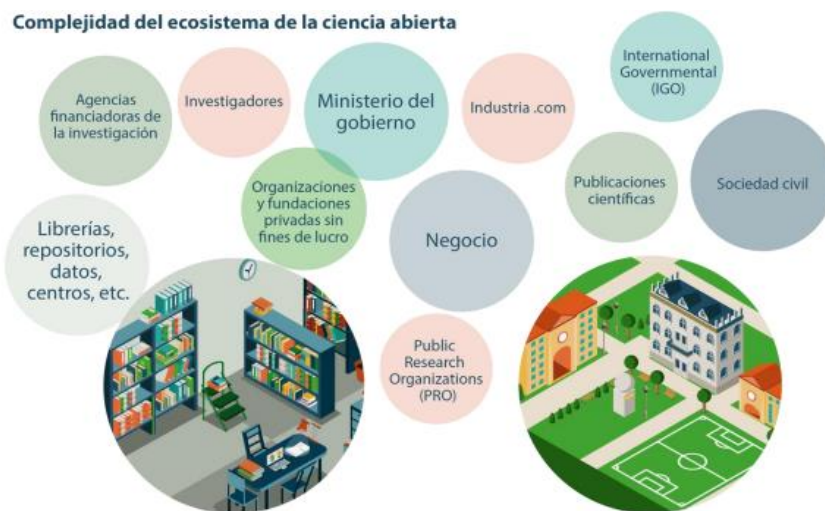 Complejidad del ecosistema de la ciencia abierta
Agencias
financiadoras de
la investigación
Investigadores
Ministerio del
gobierno
Industria .com
International
Governmental
(IGO)
Organizaciones
y fundaciones
privadas sin
fines de lucro
Publicaciones
científicas
Sociedad civil
Librerías,
repositorios,
datos,
centros, etc.
Negocio
Public
Research
Organizations
(PRO)